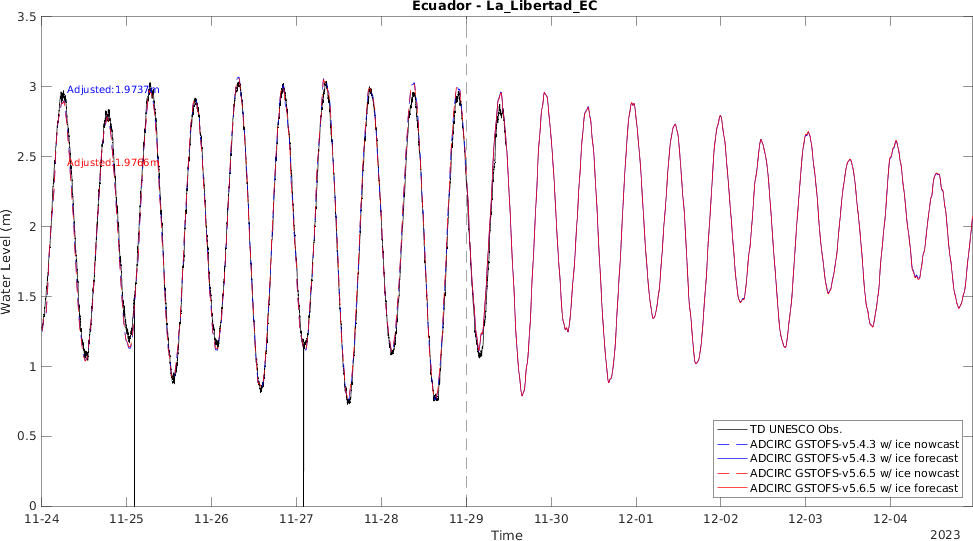 Ecuador - La_Libertad_EC
3.5
3
2.5
2
1.5
1
0.5
0
Water Level (m)
Adjusted:1.9737m
Adjusted:1.9766m
TD UNESCO Obs.
ADCIRC GSTOFS-v5.4.3 w/ ice nowcast
ADCIRC GSTOFS-v5.4.3 w/ ice forecast
ADCIRC GSTOFS-v5.6.5 w/ ice nowcast
ADCIRC GSTOFS-v5.6.5 w/ ice forecast
11-24 11-25 11-26 11-27 11-28 11-29 11-30 12-01 12-02 12-03 12-04
Time
2023